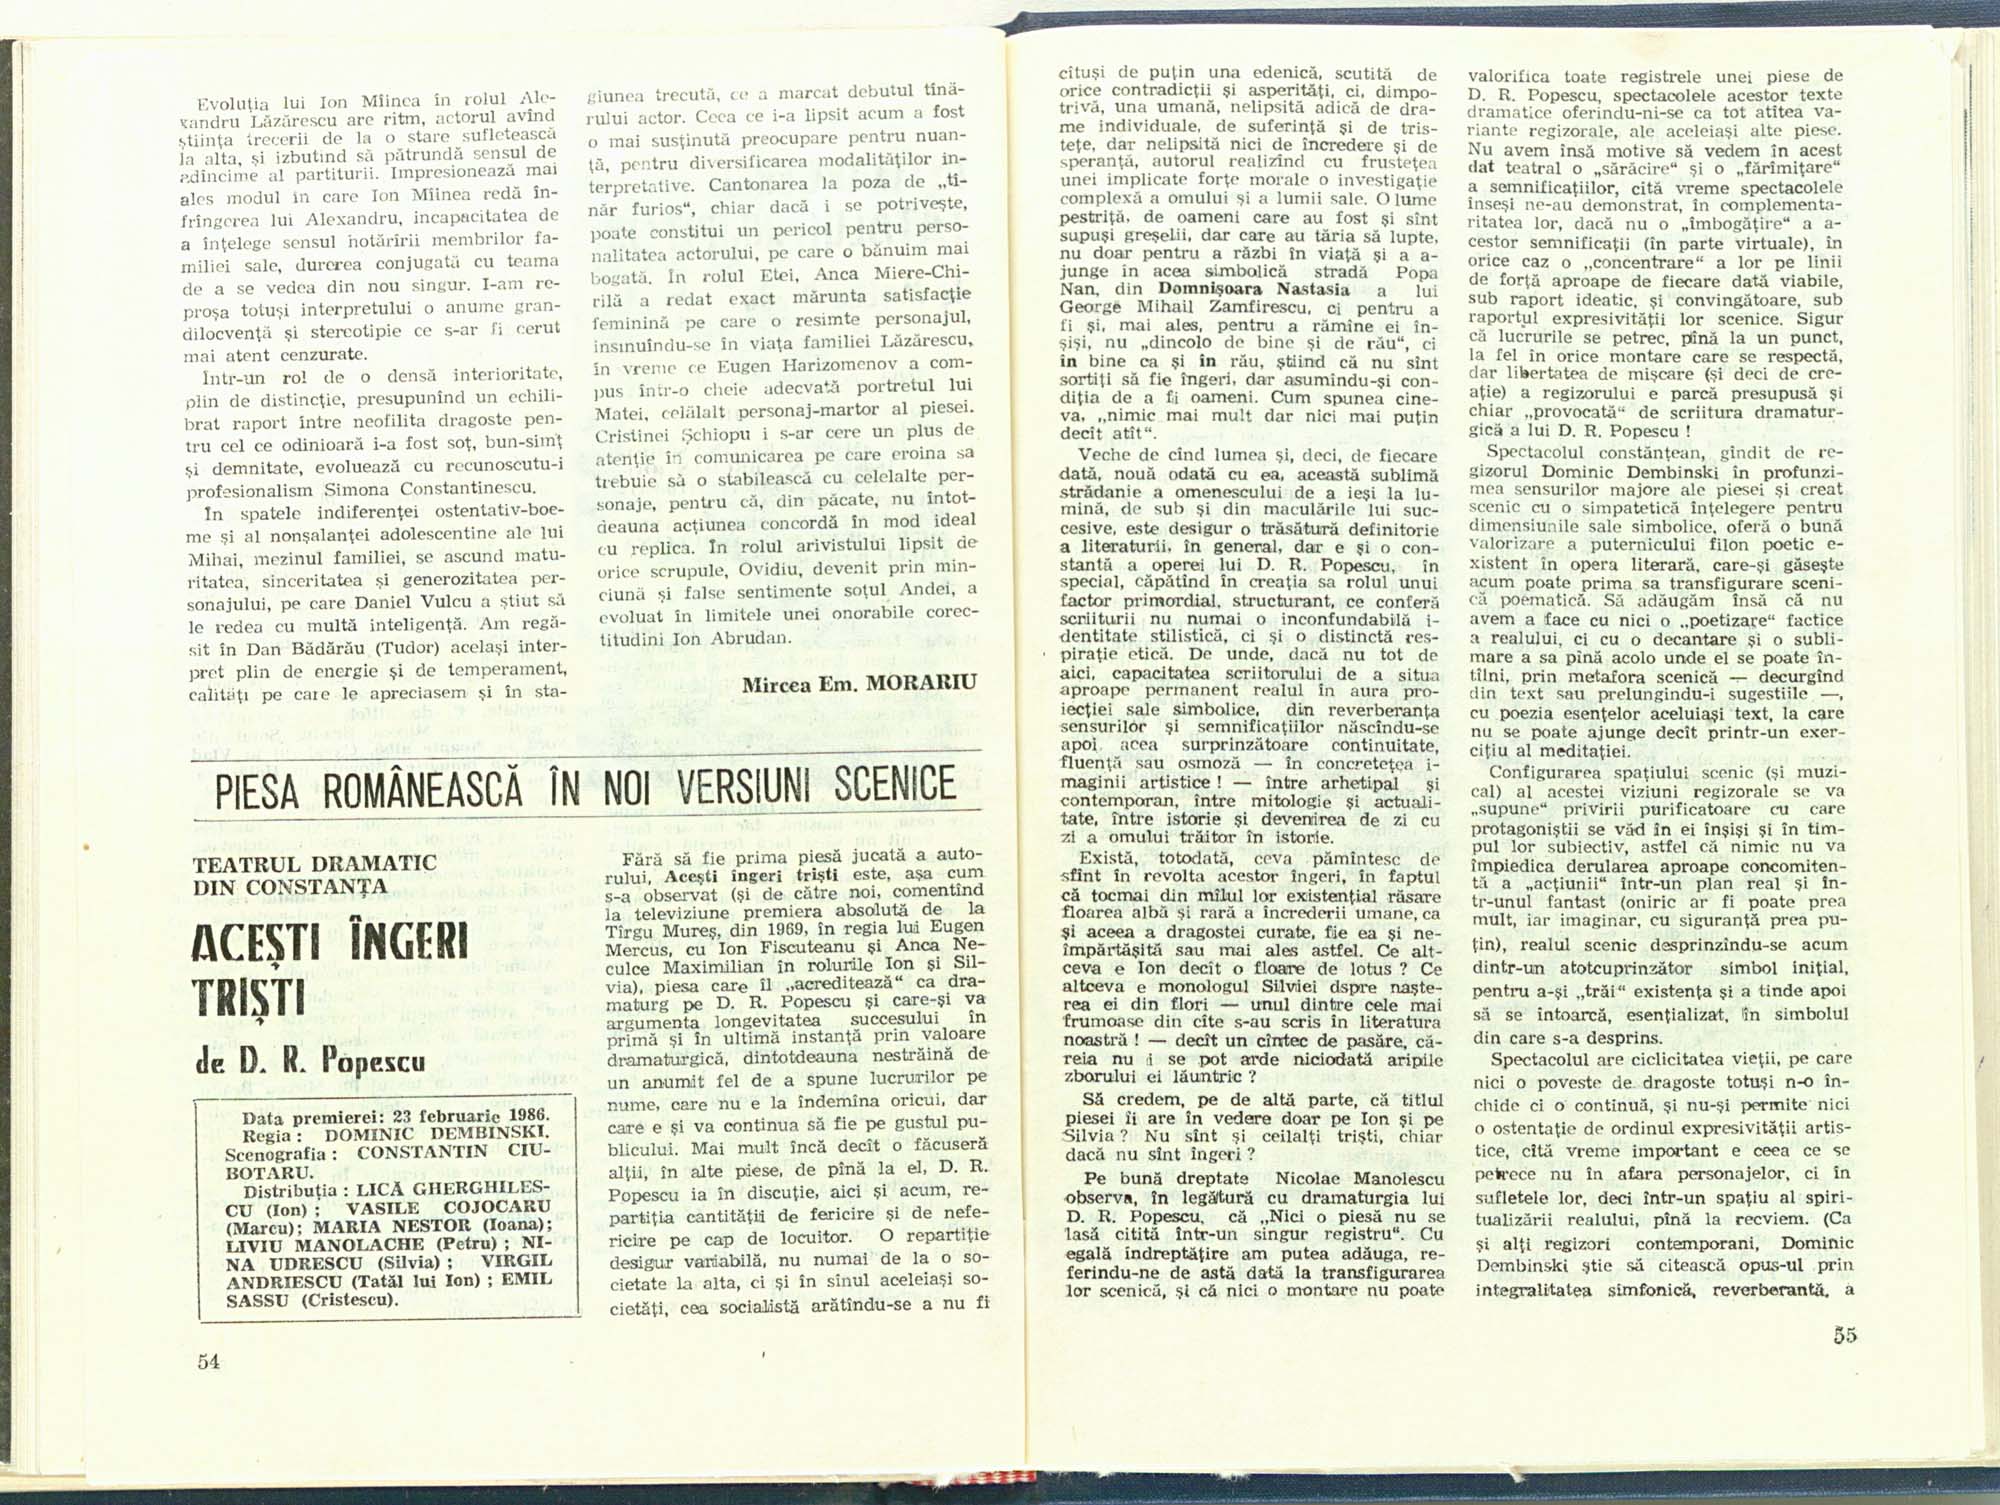 Evoluția lui Ion Mîinea în rolul Ale-
xandru Lăzărescu are ritm, actorul avînd
știința trecerii de la o stare sufletească
la alta, și izbutind să pătrundă sensul de
adîncime al partiturii. Impresionează mai
ales modul în care Ion Mîinea redă în-
frîngerea lui Alexandru, incapacitatea de
a înțelege sensul hotărîrii membrilor fa-
miliei sale, durerea conjugată cu teama
de a se vedea din nou singur. I-am re-
proșa totuși interpretului o anume gran-
dilocvență și stereotipie ce s-ar fi cerut
mai atent cenzurate.
Intr-un rol de o densă interioritate,
plin de distincție, presupunînd un echili-
brat raport între neofilita dragoste pen-
tru cel ce odinioară i-a fost soț, bun-simț
și demnitate, evoluează cu recunoscutu-i
profesionalism Simona Constantinescu.
In spatele indiferenței ostentativ-boe-
me și al nonșalanței adolescentine ale lui
Mihai, mezinul familiei, se ascund matu-
ritatea, sinceritatea și generozitatea per-
sonajului, pe care Daniel Vulcu a știut să
le redea cu multă inteligență. Am regă-
sit în Dan Bădărău (Tudor) același inter-
pret plin de energie și de temperament,
calități pe care le apreciasem și în sta-
giunea trecută, ce a marcat debutul tînă-
rului actor. Ceea ce i-a lipsit acum a fost
o mai susținută preocupare pentru nuan-
ță, pentru diversificarea modalităților in-
terpretative. Cantonarea la poza de „tî-
năr furios“, chiar dacă i se potrivește,
poate constitui un pericol pentru perso-
nalitatea actorului, pe care o bănuim mai
bogată. In rolul Etei, Anca Miere-Chi-
rilă a redat exact mărunta satisfacție
feminină pe care o resimte personajul,
insinuîndu-se în viața familiei Lăzărescu,
în vreme ce Eugen Harizomenov a com-
pus într-o cheie adecvată portretul lui
Matei, celălalt personaj-martor al piesei.
Cristinei Șchiopu i s-ar cere un plus de
atenție în comunicarea pe care eroina sa
trebuie să o stabilească cu celelalte per-
sonaje, pentru că, din păcate, nu întot-
deauna acțiunea concordă în mod ideal
cu replica. În rolul arivistului lipsit de
orice scrupule, Ovidiu, devenit prin min-
ciună și false sentimente soțul Andei, a
evoluat în limitele unei onorabile corec-
titudini Ion Abrudan.
Mircea Em. MORARIU
PIESA ROMÂNEASCĂ ÎN NOI VERSIUNI SCENICE
TEATRUL DRAMATIC
DIN CONSTANȚA
ACEȘTI ÎNGERI
TRIȘTI
de D. R. Popescu
Data premierei: 23 februarie 1986.
Regia : DOMINIC DEMBINSKI.
Scenografia : CONSTANTIN CIU-
BOTARU.
Distribuția : LICĂ GHERGHILES-
CU (Ion) ; VASILE COJOCARU
(Marcu); MARIA NESTOR (Ioana);
LIVIU MANOLACHE (Petru) ; NI-
NA UDRESCU (Silvia) ; VIRGIL
ANDRIESCU (Tatăl lui Ion) ; EMIL
SASSU (Cristescu).
Fără să fie prima piesă jucată a auto-
rului, Acești îngeri triști este, așa cum
s-a observat (și de către noi, comentînd
la televiziune premiera absolută de la
Tîrgu Mureș, din 1969, în regia lui Eugen
Mercus, cu Ion Fiscuteanu și Anca Ne-
culce Maximilian în rolurile Ion și Sil-
via), piesa care îl „acreditează“ ca dra-
maturg pe D. R. Popescu și care-și va
argumenta longevitatea succesului în
primă și în ultimă instanță prin valoare
dramaturgică, dintotdeauna nestrăină de
un anumit fel de a spune lucrurilor pe
nume, care nu e la îndemîna oricui, dar
care e și va continua să fie pe gustul pu-
blicului. Mai mult încă decît o făcuseră
alții, în alte piese, de pînă la el, D. R.
Popescu ia în discuție, aici și acum, re-
partiția cantității de fericire și de nefe-
ricire pe cap de locuitor. O repartiție
desigur variabilă, nu numai de la o so-
cietate la alta, ci și în sînul aceleiași so-
cietăți, cea socialistă arătîndu-se a nu fi
54
cîtuși de puțin una edenică, scutită de
orice contradicții și asperități, ci, dimpo-
trivă, una umană, nelipsită adică de dra-
me individuale, de suferință și de tris-
tețe, dar nelipsită nici de încredere și de
speranță, autorul realizînd cu frustețea
unei implicate forțe morale o investigație
complexă a omului și a lumii sale. O lume
pestriță, de oameni care au fost și sînt
supuși greșelii, dar care au tăria să lupte,
nu doar pentru a răzbi în viață și a a-
junge în acea simbolică stradă Popa
Nan, din Domnișoara Nastasia a lui
George Mihail Zamfirescu, ci pentru a
fi și, mai ales, pentru a rămîne ei în-
șiși, nu „dincolo de bine și de rău“, ci
în bine ca și în rău, știind că nu sînt
sortiți să fie îngeri, dar asumîndu-și con-
diția de a fi oameni. Cum spunea cine-
va, „nimic mai mult dar nici mai puțin
decît atît“.
Veche de cînd lumea și, deci, de fiecare
dată, nouă odată cu ea, această sublimă
strădanie a omenescului de a ieși la lu-
mină, de sub și din maculările lui suc-
cesive, este desigur o trăsătură definitorie
a literaturii, în general, dar e și o con-
stantă a operei lui D. R. Popescu, în
special, căpătînd în creația sa rolul unui
factor primordial, structurant, ce conferă
scriiturii nu numai o inconfundabilă i-
dentitate stilistică, ci și o distinctă res-
pirație etică. De unde, dacă nu tot de
aici, capacitatea scriitorului de a situa
aproape permanent realul în aura pro-
iecției sale simbolice, din reverberanța
sensurilor și semnificațiilor născîndu-se
apoi acea surprinzătoare continuitate,
fluență sau osmoză — în concretețea i-
maginii artistice ! — între arhetipal și
contemporan, între mitologie și actuali-
tate, între istorie și devenirea de zi cu
zi a omului trăitor în istorie.
Există, totodată, ceva pămîntesc de
sfînt în revolta acestor îngeri, în faptul
că tocmai din mîlul lor existențial răsare
floarea albă și rară a încrederii umane, ca
și aceea a dragostei curate, fie ea și ne-
împărtășită sau mai ales astfel. Ce alt-
ceva e Ion decît o floare de lotus ? Ce
altceva e monologul Silviei dspre naște-
rea ei din flori — unul dintre cele mai
frumoase din cîte s-au scris în literatura
noastră ! — decît un cîntec de pasăre, că-
reia nu i se pot arde niciodată aripile
zborului ei lăuntric ?
Să credem, pe de altă parte, că titlul
piesei îi are în vedere doar pe Ion și pe
Silvia ? Nu sînt și ceilalți triști, chiar
dacă nu sînt îngeri ?
Pe bună dreptate Nicolae Manolescu
observa, în legătură cu dramaturgia lui
D. R. Popescu, că „Nici o piesă nu se
lasă citită într-un singur registru“. Cu
egală îndreptățire am putea adăuga, re-
ferindu-ne de astă dată la transfigurarea
lor scenică, și că nici o montare nu poate
valorifica toate registrele unei piese de
D. R. Popescu, spectacolele acestor texte
dramatice oferindu-ni-se ca tot atîtea va-
riante regizorale, ale aceleiași alte piese.
Nu avem însă motive să vedem în acest
dat teatral o „sărăcire“ și o „fărîmițare“
a semnificațiilor, cîtă vreme spectacolele
înseși ne-au demonstrat, în complementa-
ritatea lor, dacă nu o „îmbogățire“ a a-
cestor semnificații (în parte virtuale), în
orice caz o „concentrare“ a lor pe linii
de forță aproape de fiecare dată viabile,
sub raport ideatic, și convingătoare, sub
raportul expresivității lor scenice. Sigur
că lucrurile se petrec, pînă la un punct,
la fel în orice montare care se respectă,
dar libertatea de mișcare (și deci de cre-
ație) a regizorului e parcă presupusă și
chiar „provocată“ de scriitura dramatur-
gică a lui D. R. Popescu !
Spectacolul constănțean, gîndit de re-
gizorul Dominic Dembinski în profunzi-
mea sensurilor majore ale piesei și creat
scenic cu o simpatetică înțelegere pentru
dimensiunile sale simbolice, oferă o bună
valorizare a puternicului filon poetic e-
xistent în opera literară, care-și găsește
acum poate prima sa transfigurare sceni-
că poematică. Să adăugăm însă că nu
avem a face cu nici o „poetizare“ factice
a realului, ci cu o decantare și o subli-
mare a sa pînă acolo unde el se poate în-
tîlni, prin metafora scenică — decurgînd
din text sau prelungindu-i sugestiile —,
cu poezia esențelor aceluiași text, la care
nu se poate ajunge decît printr-un exer-
cițiu al meditației.
Configurarea spațiului scenic (și muzi-
cal) al acestei viziuni regizorale se va
„supune“ privirii purificatoare cu care
protagoniștii se văd în ei înșiși și în tim-
pul lor subiectiv, astfel că nimic nu va
împiedica derularea aproape concomiten-
tă a „acțiunii“ într-un plan real și în-
tr-unul fantast (oniric ar fi poate prea
mult, iar imaginar, cu siguranță prea pu-
țin), realul scenic desprinzîndu-se acum
dintr-un atotcuprinzător simbol inițial,
pentru a-și „trăi“ existența și a tinde apoi
să se întoarcă, esențializat, în simbolul
din care s-a desprins.
Spectacolul are ciclicitatea vieții, pe care
nici o poveste de dragoste totuși n-o în-
chide ci o continuă, și nu-și permite nici
o ostentație de ordinul expresivității artis-
tice, cîtă vreme important e ceea ce se
petrece nu în afara personajelor, ci în
sufletele lor, deci într-un spațiu al spiri-
tualizării realului, pînă la recviem. (Ca
și alți regizori contemporani, Dominic
Dembinski știe să citească opus-ul prin
integralitatea simfonică, reverberantă, a
55